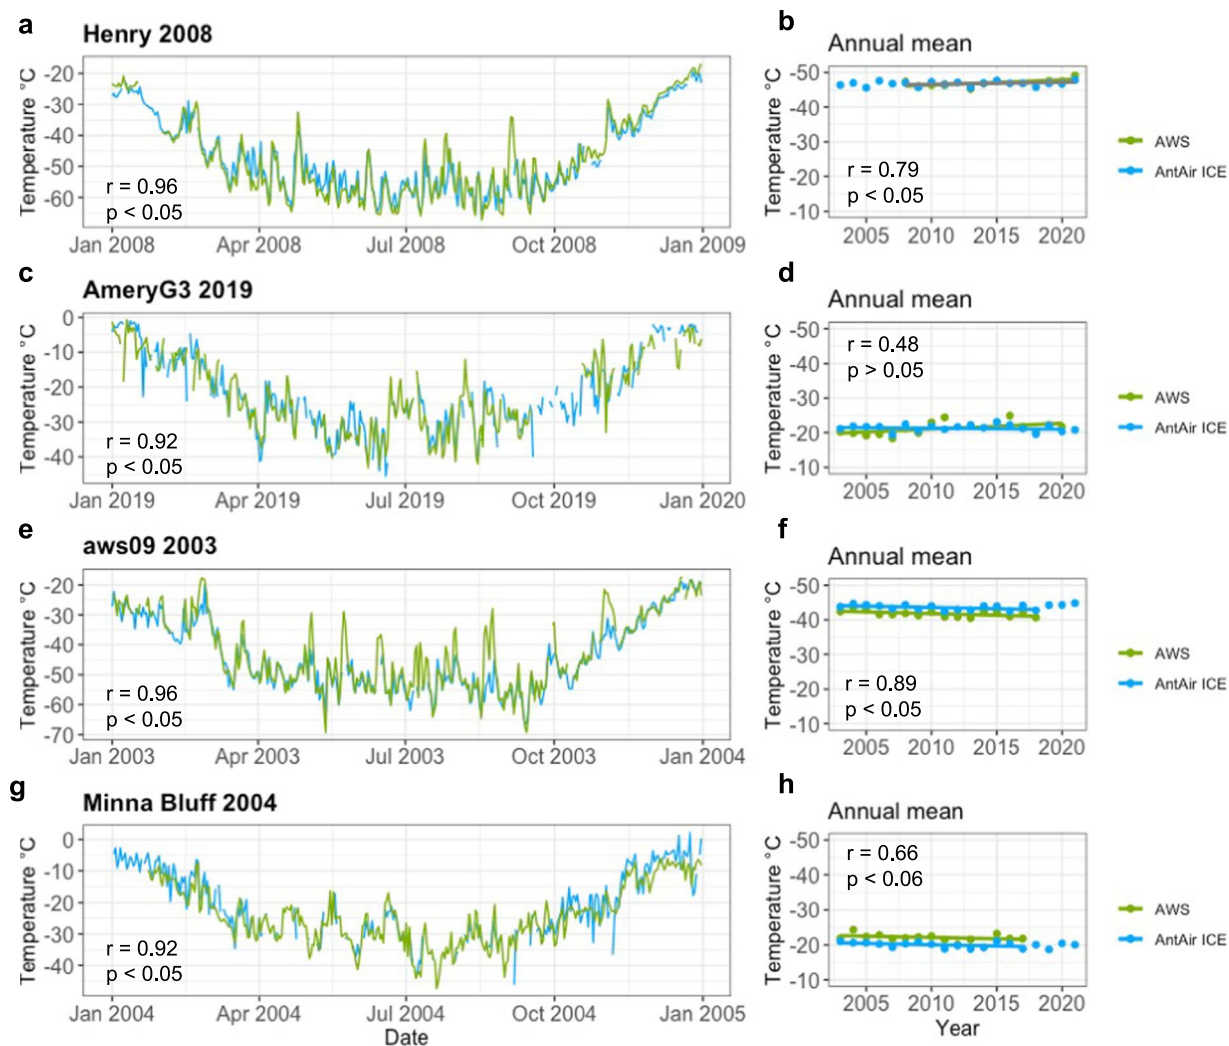 a
Henry 2008
Temperature °C
-20
-30
-40
-50
-60
r = 0.96
p < 0.05
Jan 2008 Apr 2008 Jul 2008 Oct 2008 Jan 2009
b
Annual mean
Temperature °C
-50
-40
-30
-20
-10
r = 0.79
p < 0.05
2005 2010 2015 2020
AWS
AntAir ICE
c
AmeryG3 2019
Temperature °C
0
-10
-20
-30
-40
r = 0.92
p < 0.05
Jan 2019 Apr 2019 Jul 2019 Oct 2019 Jan 2020
d
Annual mean
Temperature °C
-50
-40
-30
-20
-10
r = 0.48
p > 0.05
2005 2010 2015 2020
AWS
AntAir ICE
e
aws09 2003
Temperature °C
-20
-30
-40
-50
-60
-70
r = 0.96
p < 0.05
Jan 2003 Apr 2003 Jul 2003 Oct 2003 Jan 2004
f
Annual mean
Temperature °C
-50
-40
-30
-20
-10
r = 0.89
p < 0.05
2005 2010 2015 2020
AWS
AntAir ICE
g
Minna Bluff 2004
Temperature °C
0
-10
-20
-30
-40
r = 0.92
p < 0.05
Jan 2004 Apr 2004 Jul 2004 Oct 2004 Jan 2005
Date
h
Annual mean
Temperature °C
-50
-40
-30
-20
-10
r = 0.66
p < 0.06
2005 2010 2015 2020
Year
AWS
AntAir ICE